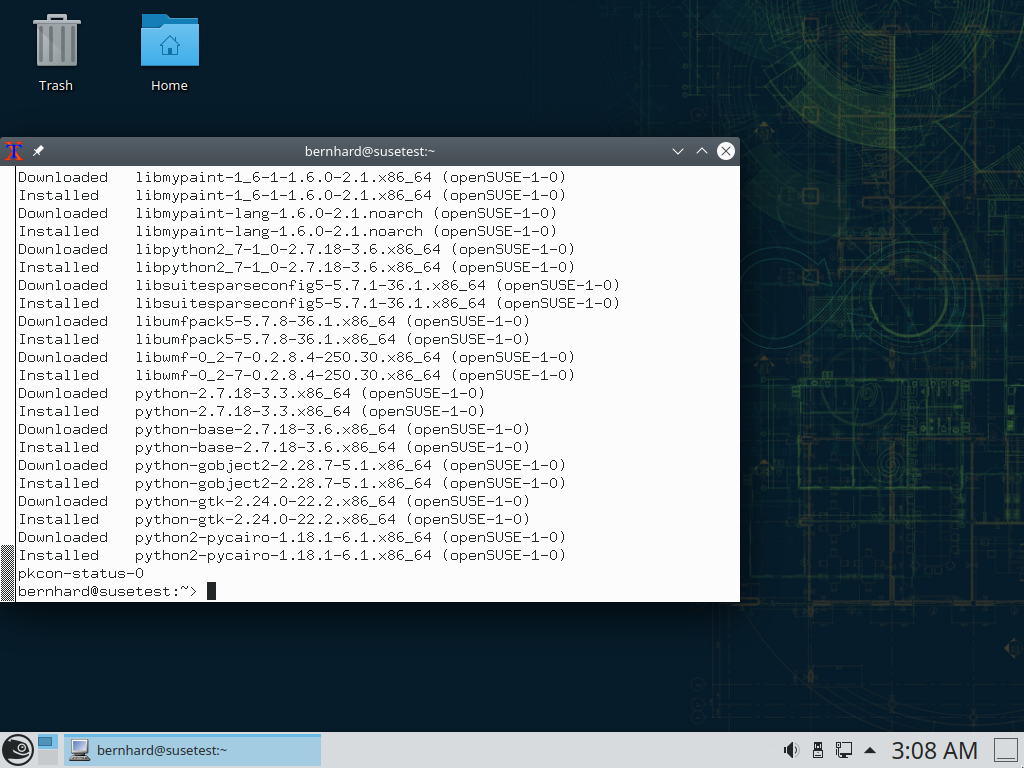 Trash
Home
bernhard@susetest:~
Downloaded   libmypaint-1_6-1-1.6.0-2.1.x86_64 (openSUSE-1-0)
Installed    libmypaint-1_6-1-1.6.0-2.1.x86_64 (openSUSE-1-0)
Downloaded   libmypaint-lang-1.6.0-2.1.noarch (openSUSE-1-0)
Installed    libmypaint-lang-1.6.0-2.1.noarch (openSUSE-1-0)
Downloaded   libpython2_7-1_0-2.7.18-3.6.x86_64 (openSUSE-1-0)
Installed    libpython2_7-1_0-2.7.18-3.6.x86_64 (openSUSE-1-0)
Downloaded   libsuitesparseconfig5-5.7.1-36.1.x86_64 (openSUSE-1-0)
Installed    libsuitesparseconfig5-5.7.1-36.1.x86_64 (openSUSE-1-0)
Downloaded   libumfpack5-5.7.8-36.1.x86_64 (openSUSE-1-0)
Installed    libumfpack5-5.7.8-36.1.x86_64 (openSUSE-1-0)
Downloaded   libwmf-0_2-7-0.2.8.4-250.30.x86_64 (openSUSE-1-0)
Installed    libwmf-0_2-7-0.2.8.4-250.30.x86_64 (openSUSE-1-0)
Downloaded   python-2.7.18-3.3.x86_64 (openSUSE-1-0)
Installed    python-2.7.18-3.3.x86_64 (openSUSE-1-0)
Downloaded   python-base-2.7.18-3.6.x86_64 (openSUSE-1-0)
Installed    python-base-2.7.18-3.6.x86_64 (openSUSE-1-0)
Downloaded   python-gobject2-2.28.7-5.1.x86_64 (openSUSE-1-0)
Installed    python-gobject2-2.28.7-5.1.x86_64 (openSUSE-1-0)
Downloaded   python-gtk-2.24.0-22.2.x86_64 (openSUSE-1-0)
Installed    python-gtk-2.24.0-22.2.x86_64 (openSUSE-1-0)
Downloaded   python2-pycairo-1.18.1-6.1.x86_64 (openSUSE-1-0)
Installed    python2-pycairo-1.18.1-6.1.x86_64 (openSUSE-1-0)
pkcon-status-0
bernhard@susetest:~>
bernhard@susetest:~
3:08 AM